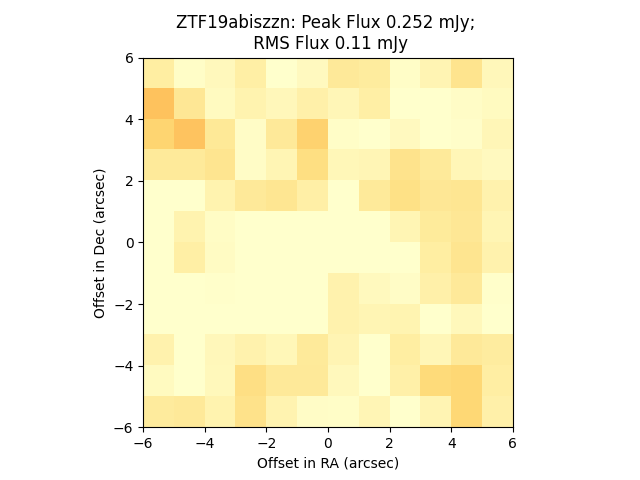 ZTF19abiszzn: Peak Flux 0.252 mJy;
RMS Flux 0.11 mJy
6
4
2
0
−2
−4
−6
Offset in Dec (arcsec)
−6 −4 −2 0 2 4 6
Offset in RA (arcsec)